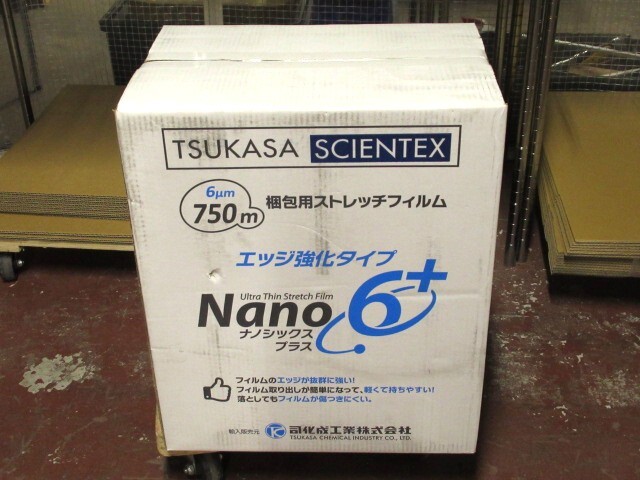 TSUKASA SCIENTEX
6μm
750m
梱包用ストレッチフィルム
エッジ強化タイプ
Ultra Thin Stretch Film
Nano 6+
ナノシックス
プラス
フィルムのエッジが抜群に強い!
フィルム取り出しが簡単になって、軽くて持ちやすい!
落としてもフィルムが傷つきにくい。
輸入販売元 司化成工業株式会社
TSUKASA CHEMICAL INDUSTRY CO., LTD.